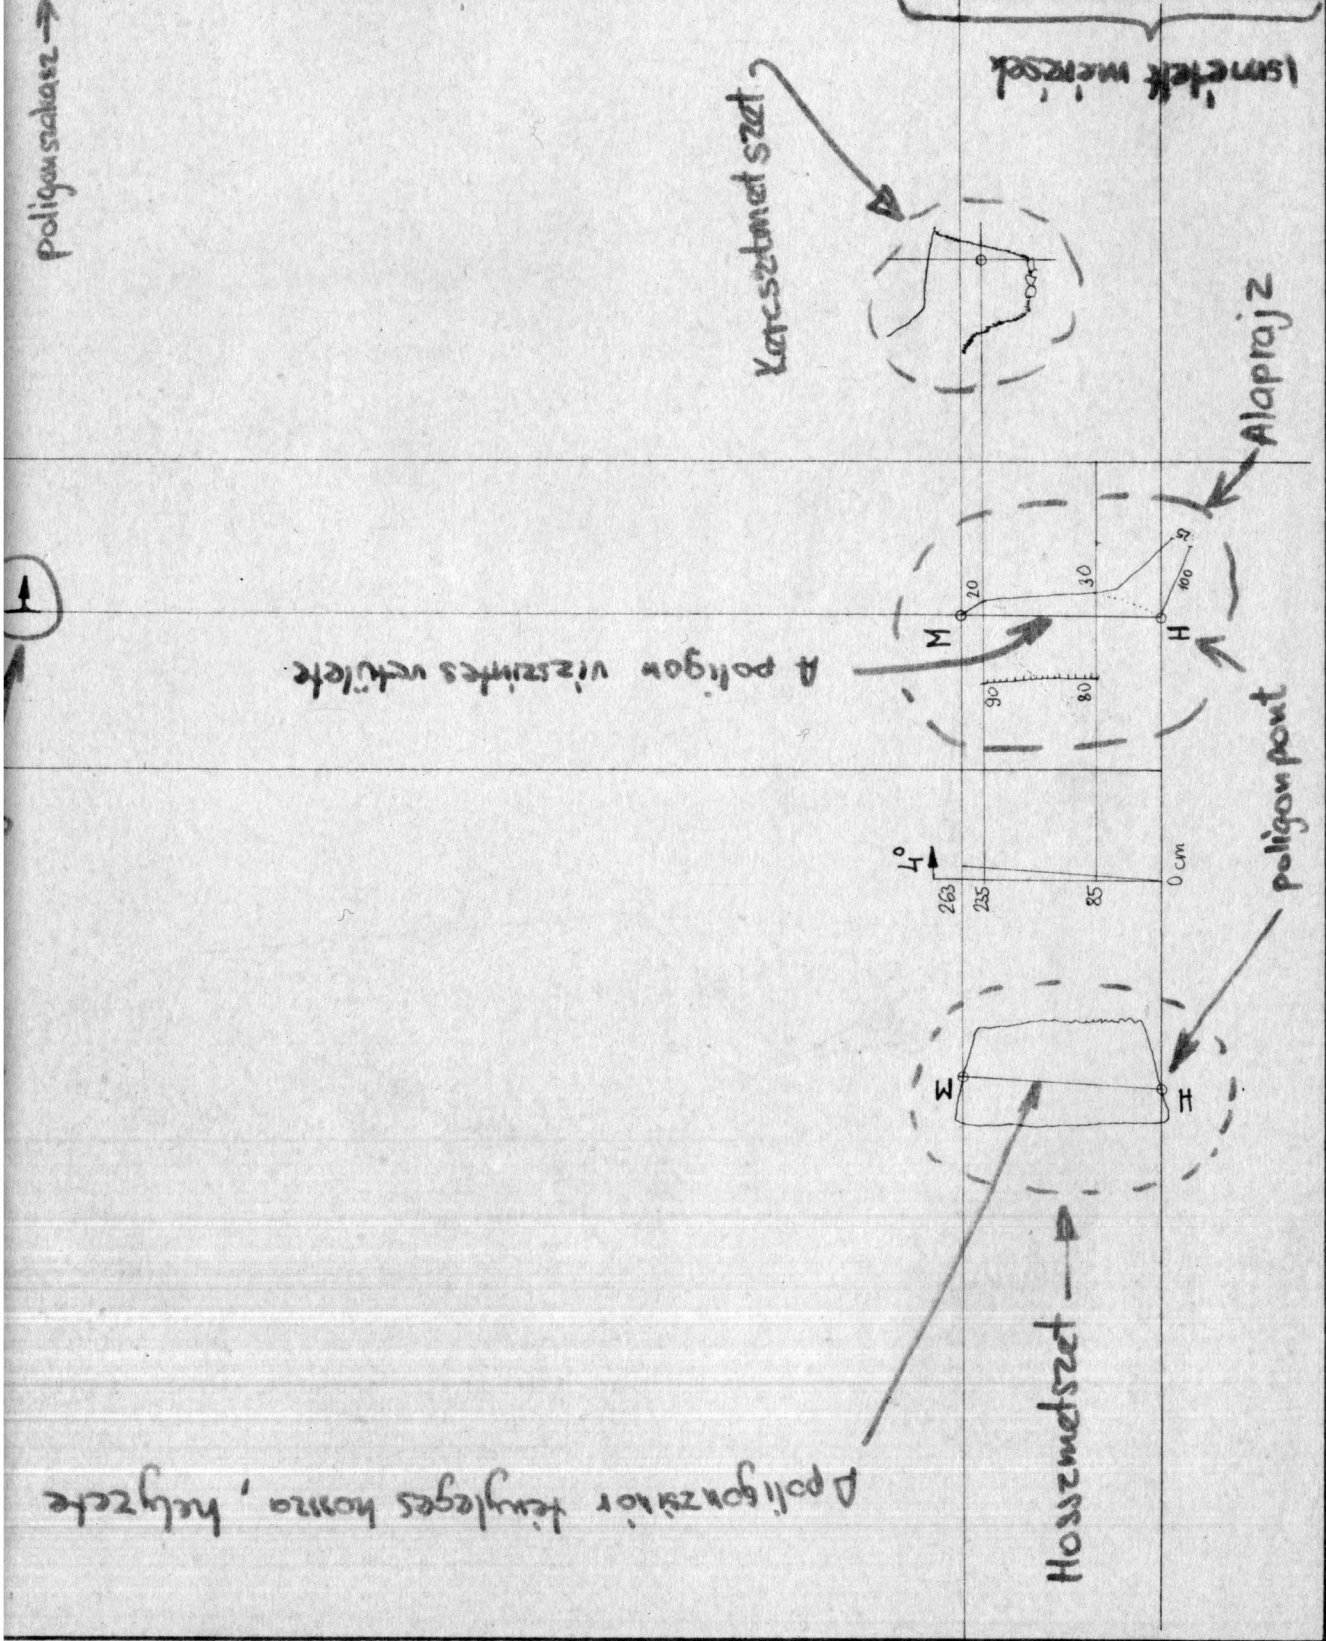 poligonszakasz
Ismételt mérések
Keresztmetszet
Alaprajz
M
20
30
52
100
H
90
80
A poligon vízszintes vetülete
poligonpont
4°
263
235
85
0 cm
M
H
Hosszmetszet
A poligonzsinór tényleges hossza, helyzete